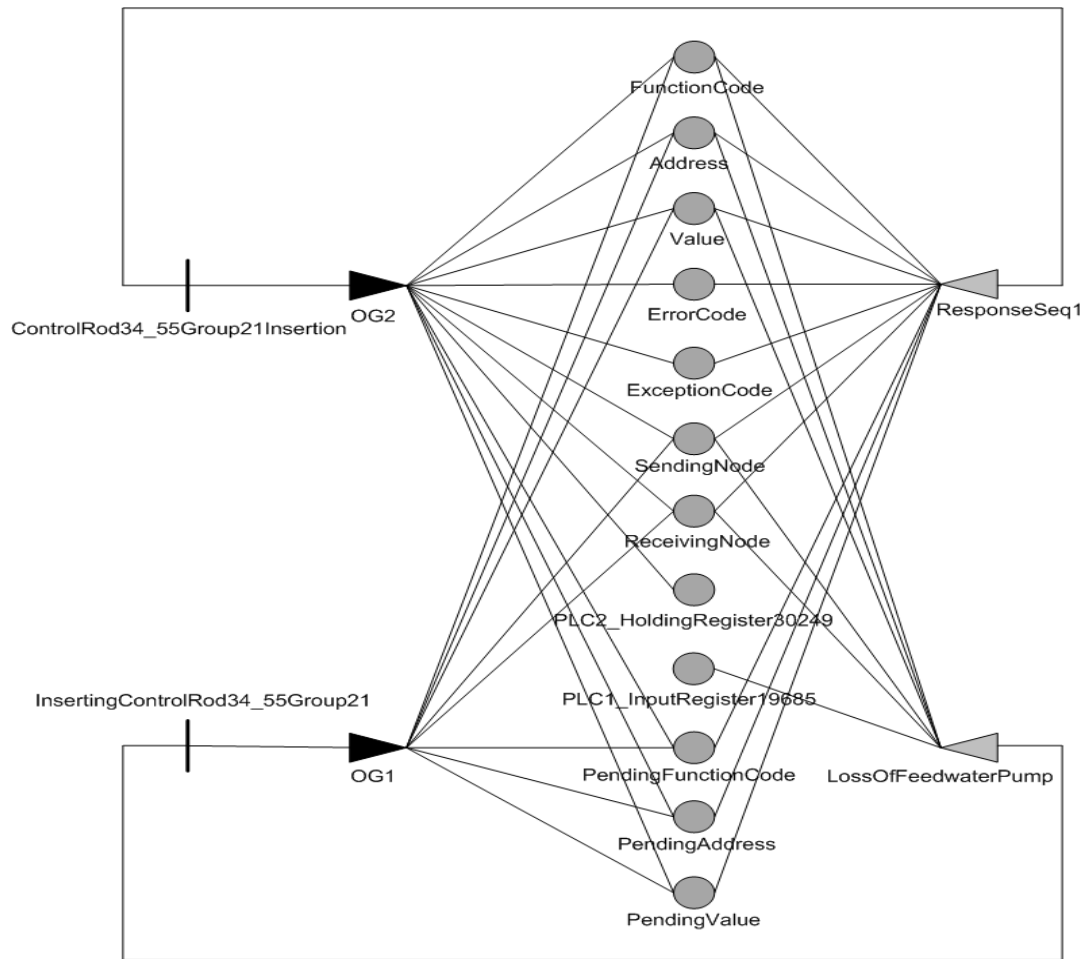 FunctionCode
Address
Value
ErrorCode
OG2
ResponseSeq1
ControlRod34_55Group21Insertion
ExceptionCode
SendingNode
ReceivingNode
PLC2_HoldingRegister30249
InsertingControlRod34_55Group21
PLC1_InputRegister19685
OG1
PendingFunctionCode
LossOfFeedwaterPump
PendingAddress
PendingValue